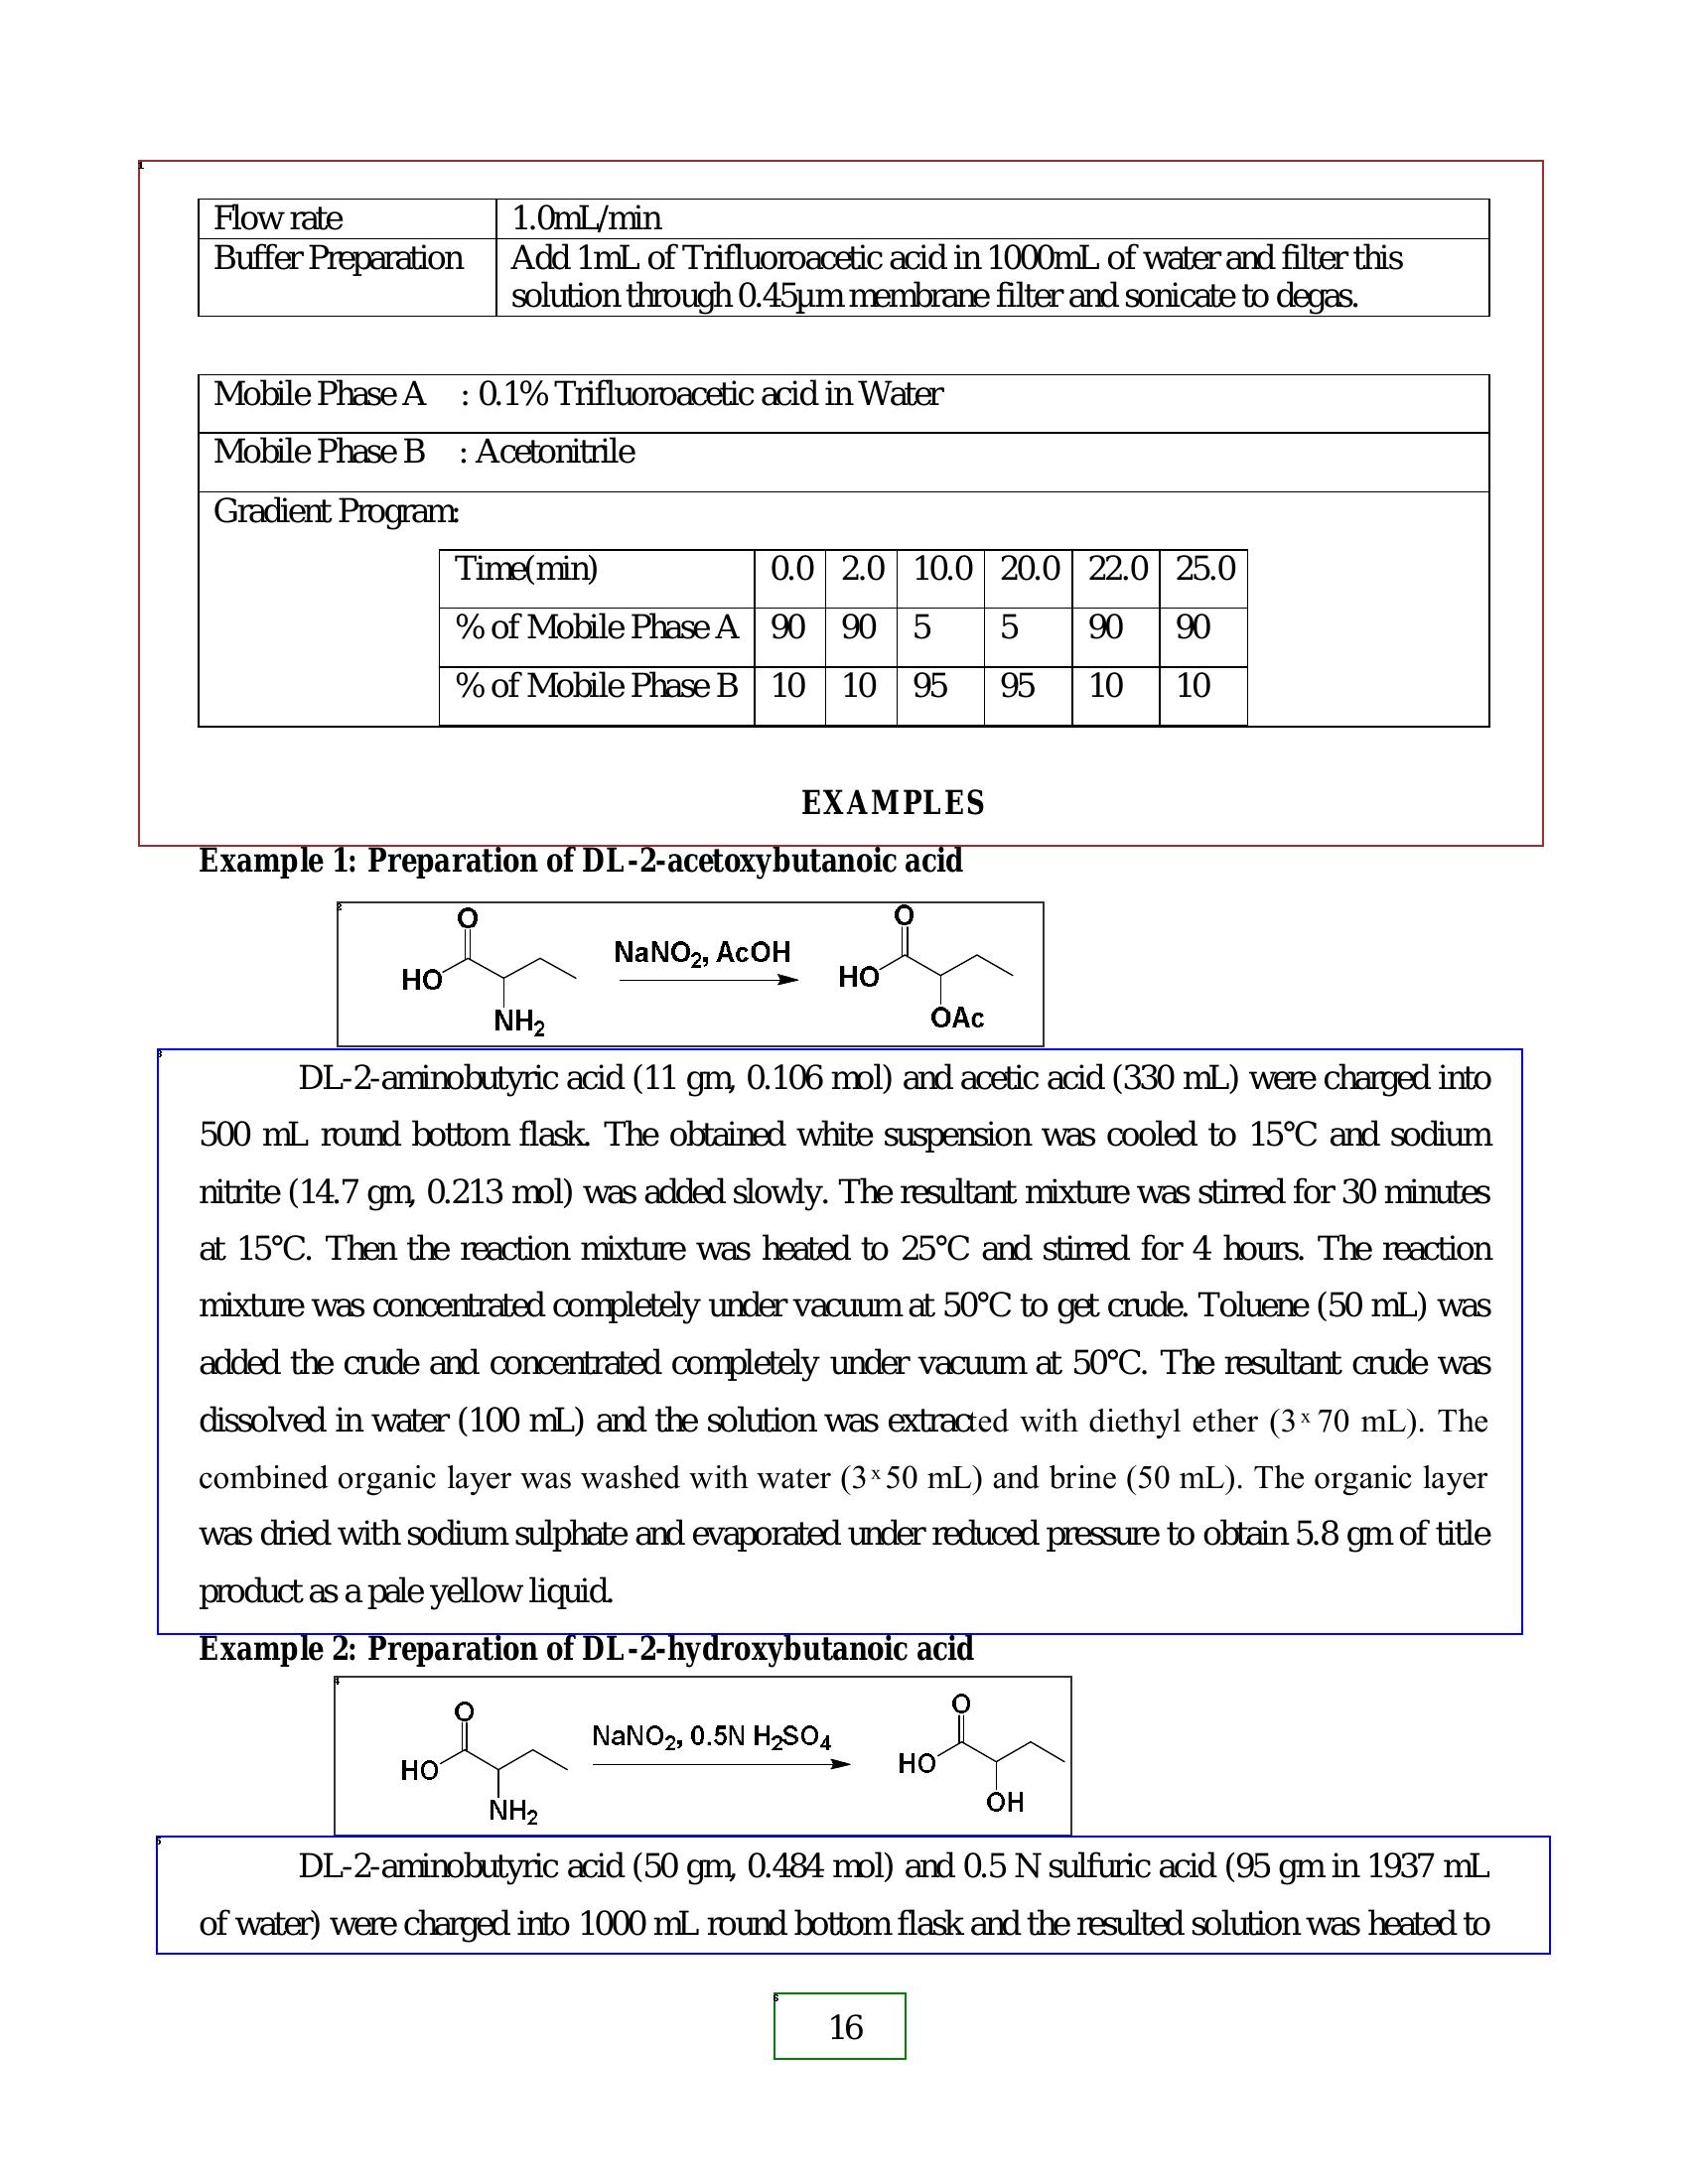 1
Flow rate 1.0mL/min
Buffer Preparation Add 1mL of Trifluoroacetic acid in 1000mL of water and filter this
solution through 0.45µm membrane filter and sonicate to degas.
Mobile Phase A : 0.1% Trifluoroacetic acid in Water
Mobile Phase B : Acetonitrile
Gradient Program:
Time(min) 0.0 2.0 10.0 20.0 22.0 25.0
% of Mobile Phase A 90 90 5 5 90 90
% of Mobile Phase B 10 10 95 95 10 10
EXAMPLES
Example 1: Preparation of DL-2-acetoxybutanoic acid
2
O
HO
NH2
NaNO2, AcOH
O
HO
OAc
3
DL-2-aminobutyric acid (11 gm, 0.106 mol) and acetic acid (330 mL) were charged into
500 mL round bottom flask. The obtained white suspension was cooled to 15°C and sodium
nitrite (14.7 gm, 0.213 mol) was added slowly. The resultant mixture was stirred for 30 minutes
at 15°C. Then the reaction mixture was heated to 25°C and stirred for 4 hours. The reaction
mixture was concentrated completely under vacuum at 50°C to get crude. Toluene (50 mL) was
added the crude and concentrated completely under vacuum at 50°C. The resultant crude was
dissolved in water (100 mL) and the solution was extracted with diethyl ether (3 x 70 mL). The
combined organic layer was washed with water (3 x 50 mL) and brine (50 mL). The organic layer
was dried with sodium sulphate and evaporated under reduced pressure to obtain 5.8 gm of title
product as a pale yellow liquid.
Example 2: Preparation of DL-2-hydroxybutanoic acid
4
O
HO
NH2
NaNO2, 0.5N H2SO4
O
HO
OH
5
DL-2-aminobutyric acid (50 gm, 0.484 mol) and 0.5 N sulfuric acid (95 gm in 1937 mL
of water) were charged into 1000 mL round bottom flask and the resulted solution was heated to
6
16